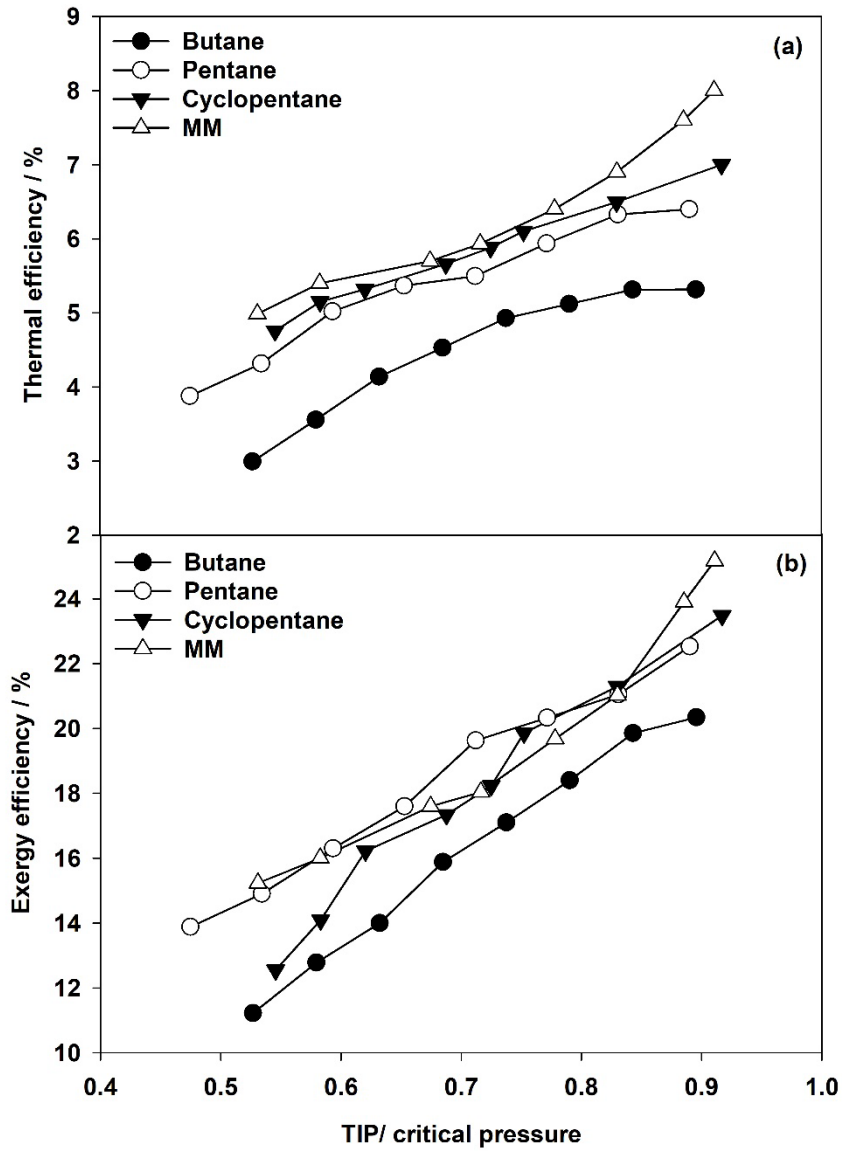 9
8
7
6
5
4
3
2
Thermal efficiency / %
Butane
Pentane
Cyclopentane
MM
(a)
24
22
20
18
16
14
12
10
Exergy efficiency / %
Butane
Pentane
Cyclopentane
MM
(b)
0.4 0.5 0.6 0.7 0.8 0.9 1.0
TIP/ critical pressure